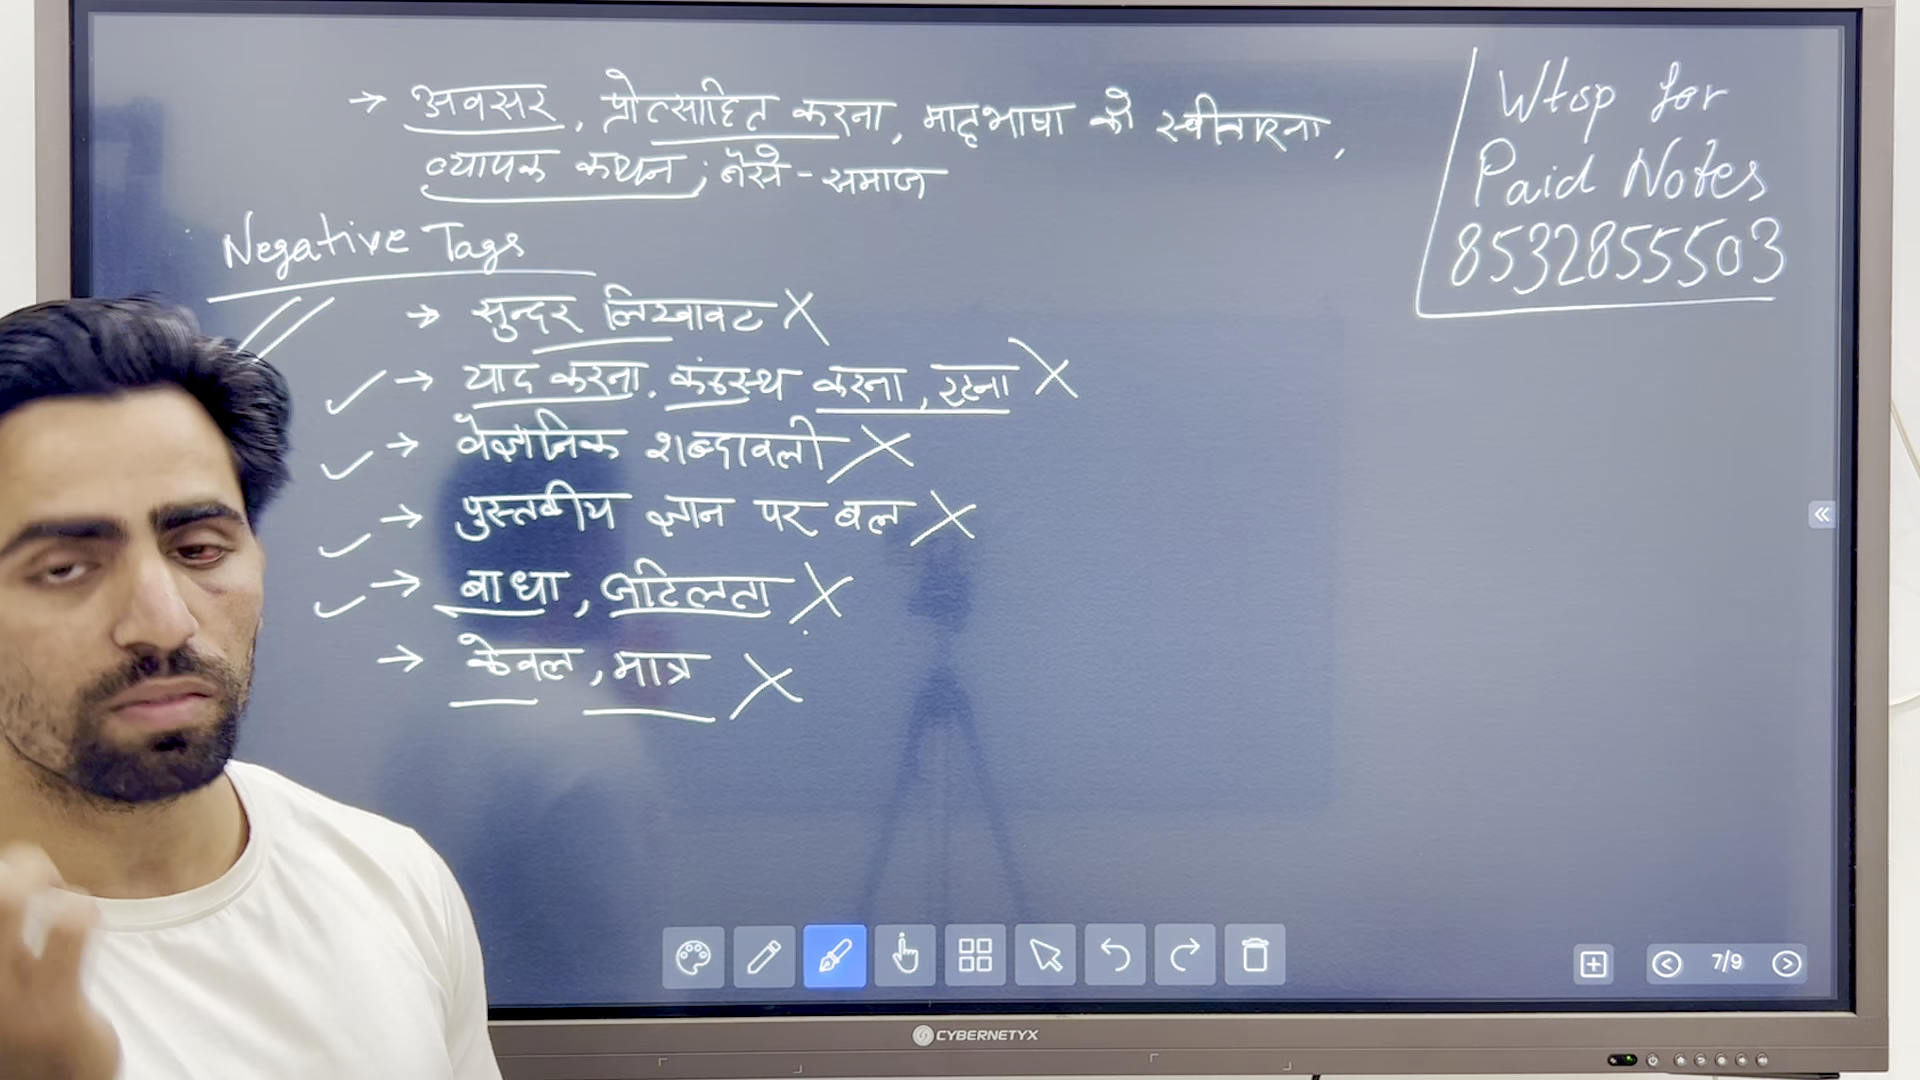 → अवसर, प्रोत्साहित करना, मातृभाषा को स्वीकारना,
व्यापक कथन; जैसे - समाज
Negative Tags
→ सुन्दर लिखावट X
→ याद करना, कंठस्थ करना, रटना X
→ वैज्ञानिक शब्दावली X
→ पुस्तकीय ज्ञान पर बल X
→ बाधा, जटिलता X
→ केवल, मात्र X
Wtsp for
Paid Notes
8532855503
7/9
CYBERNETYX